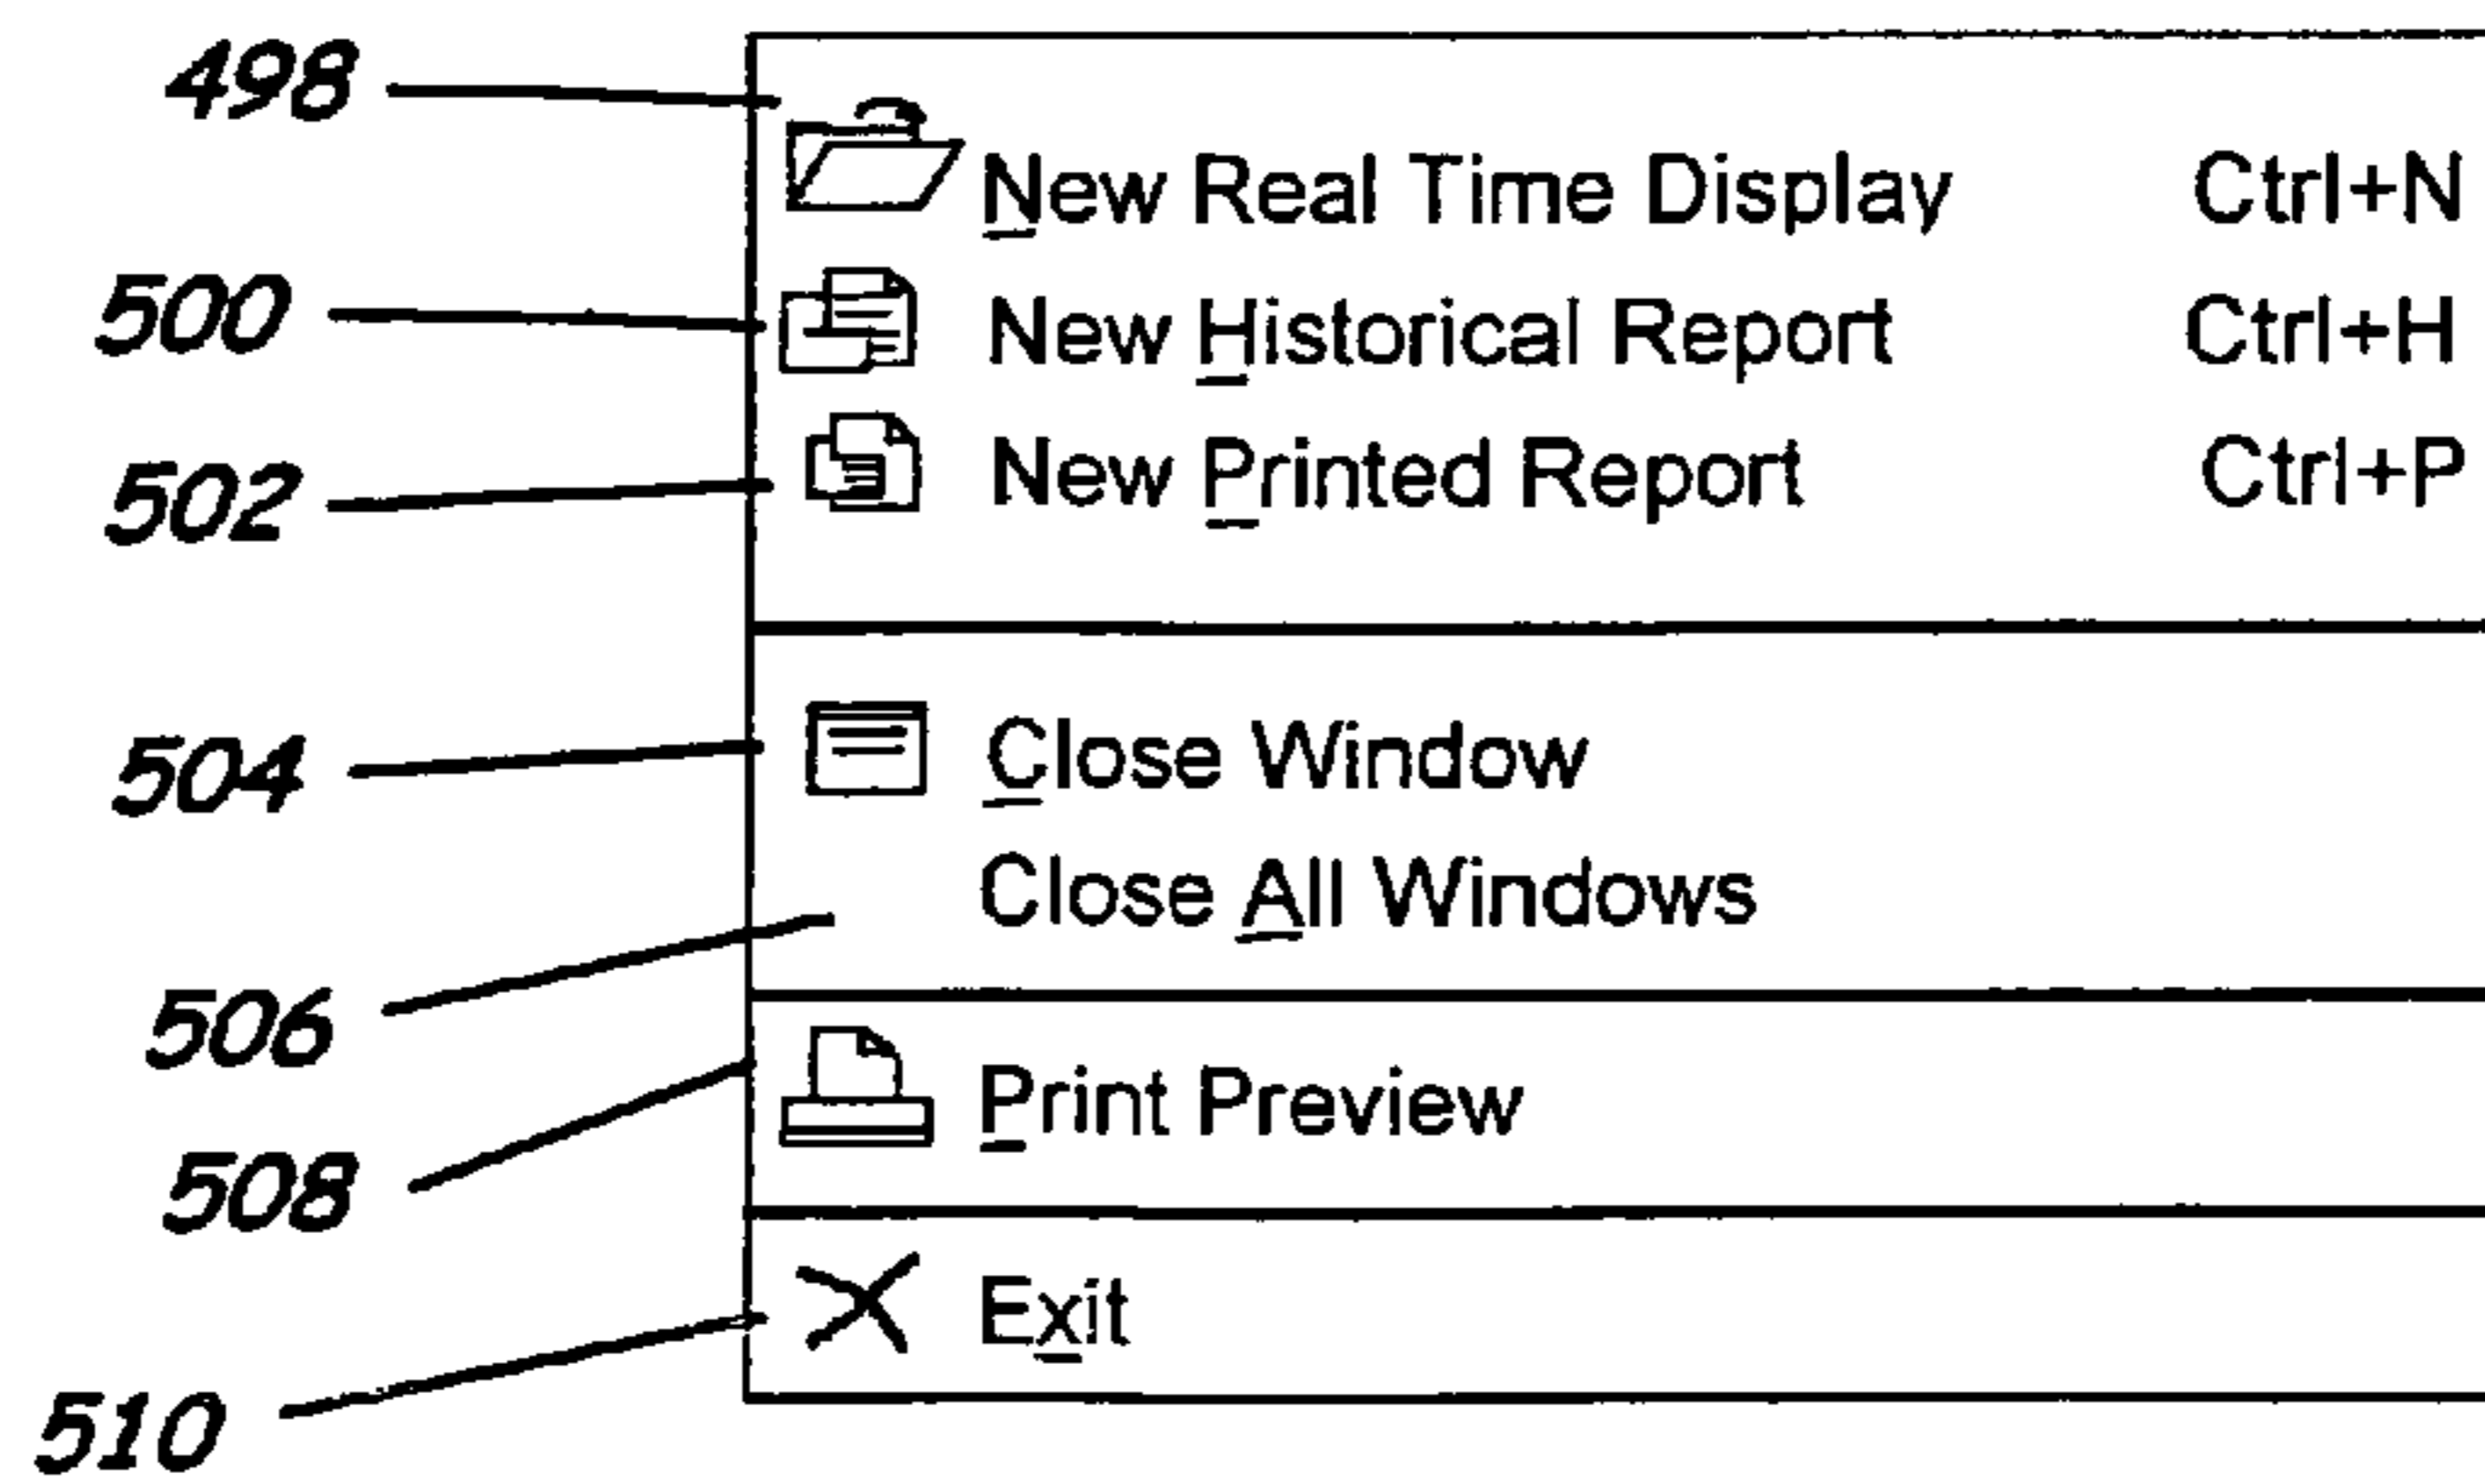 498 New Real Time Display Ctrl+N
500 New Historical Report Ctrl+H
502 New Printed Report Ctrl+P
504 Close Window
506 Close All Windows
508 Print Preview
510 Exit